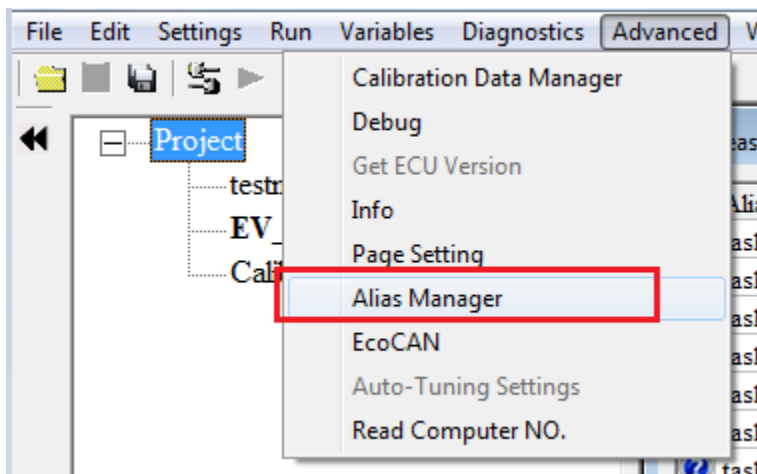 File Edit Settings Run Variables Diagnostics Advanced
Calibration Data Manager
Project
Debug
Get ECU Version
Info
EV_
Page Setting
Alias Manager
EcoCAN
Auto-Tuning Settings
Read Computer NO.